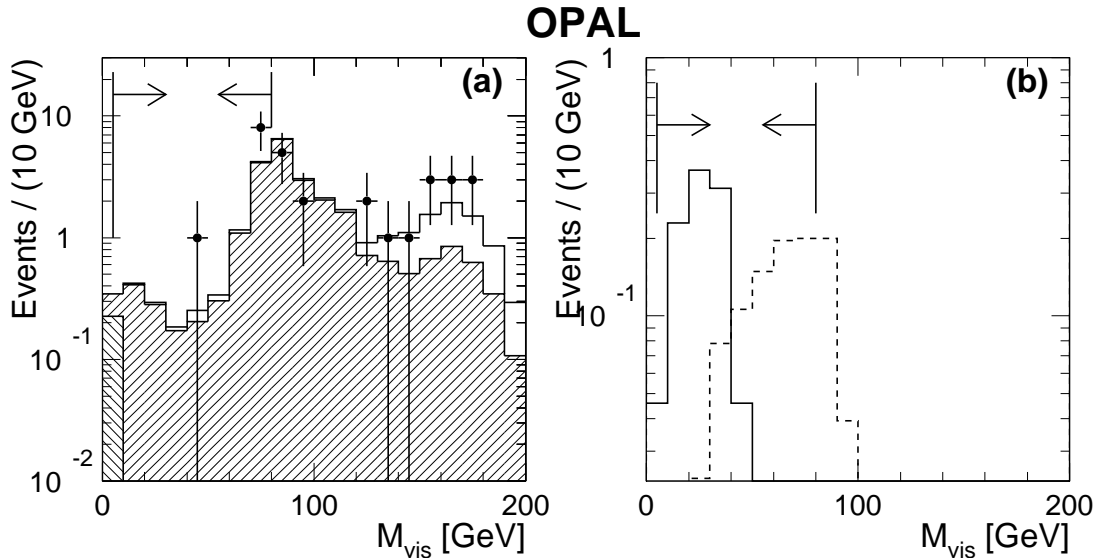 OPAL
(a)
Events / (10 GeV)
10
1
10 -1
10 -2
0 100 200
M_vis [GeV]
(b)
Events / (10 GeV)
1
10 -1
0 100 200
M_vis [GeV]